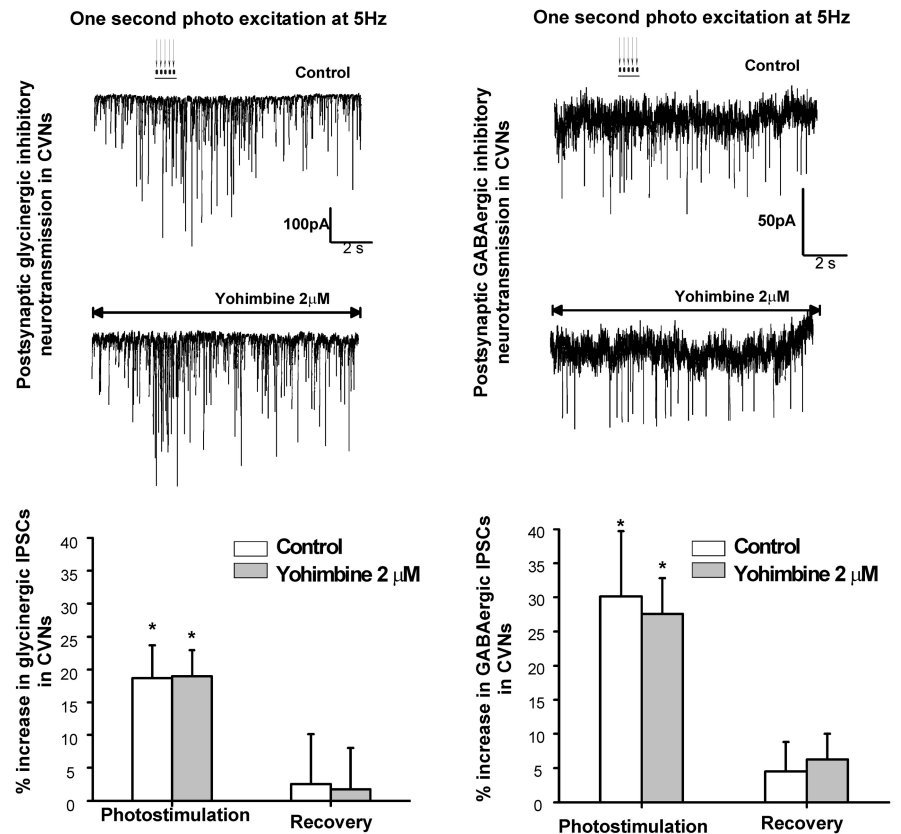 One second photo excitation at 5Hz
Control
Postsynaptic glycinergic inhibitory
neurotransmission in CVNs
100pA
2 s
Yohimbine 2μM
% increase in glycinergic IPSCs
in CVNs
40
35
30
25
20
15
10
5
0
*
*
Control
Yohimbine 2 μM
Photostimulation
Recovery
One second photo excitation at 5Hz
Control
Postsynaptic GABAergic inhibitory
neurotransmission in CVNs
50pA
2 s
Yohimbine 2μM
% increase in GABAergic IPSCs
in CVNs
40
35
30
25
20
15
10
5
0
*
*
Control
Yohimbine 2 μM
Photostimulation
Recovery